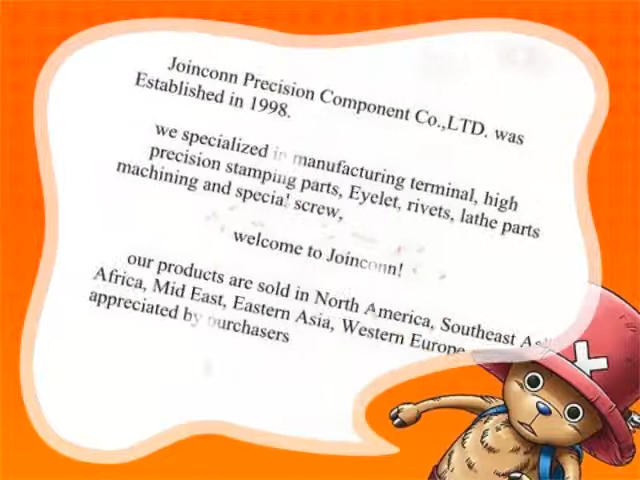 Joinconn Precision Component Co.,LTD. was
Established in 1998.
we specialized in manufacturing terminal, high
precision stamping parts, Eyelet, rivets, lathe parts
machining and special screw,
welcome to Joinconn!
our products are sold in North America, Southeast
Africa, Mid East, Eastern Asia, Western Europe
appreciated by purchasers